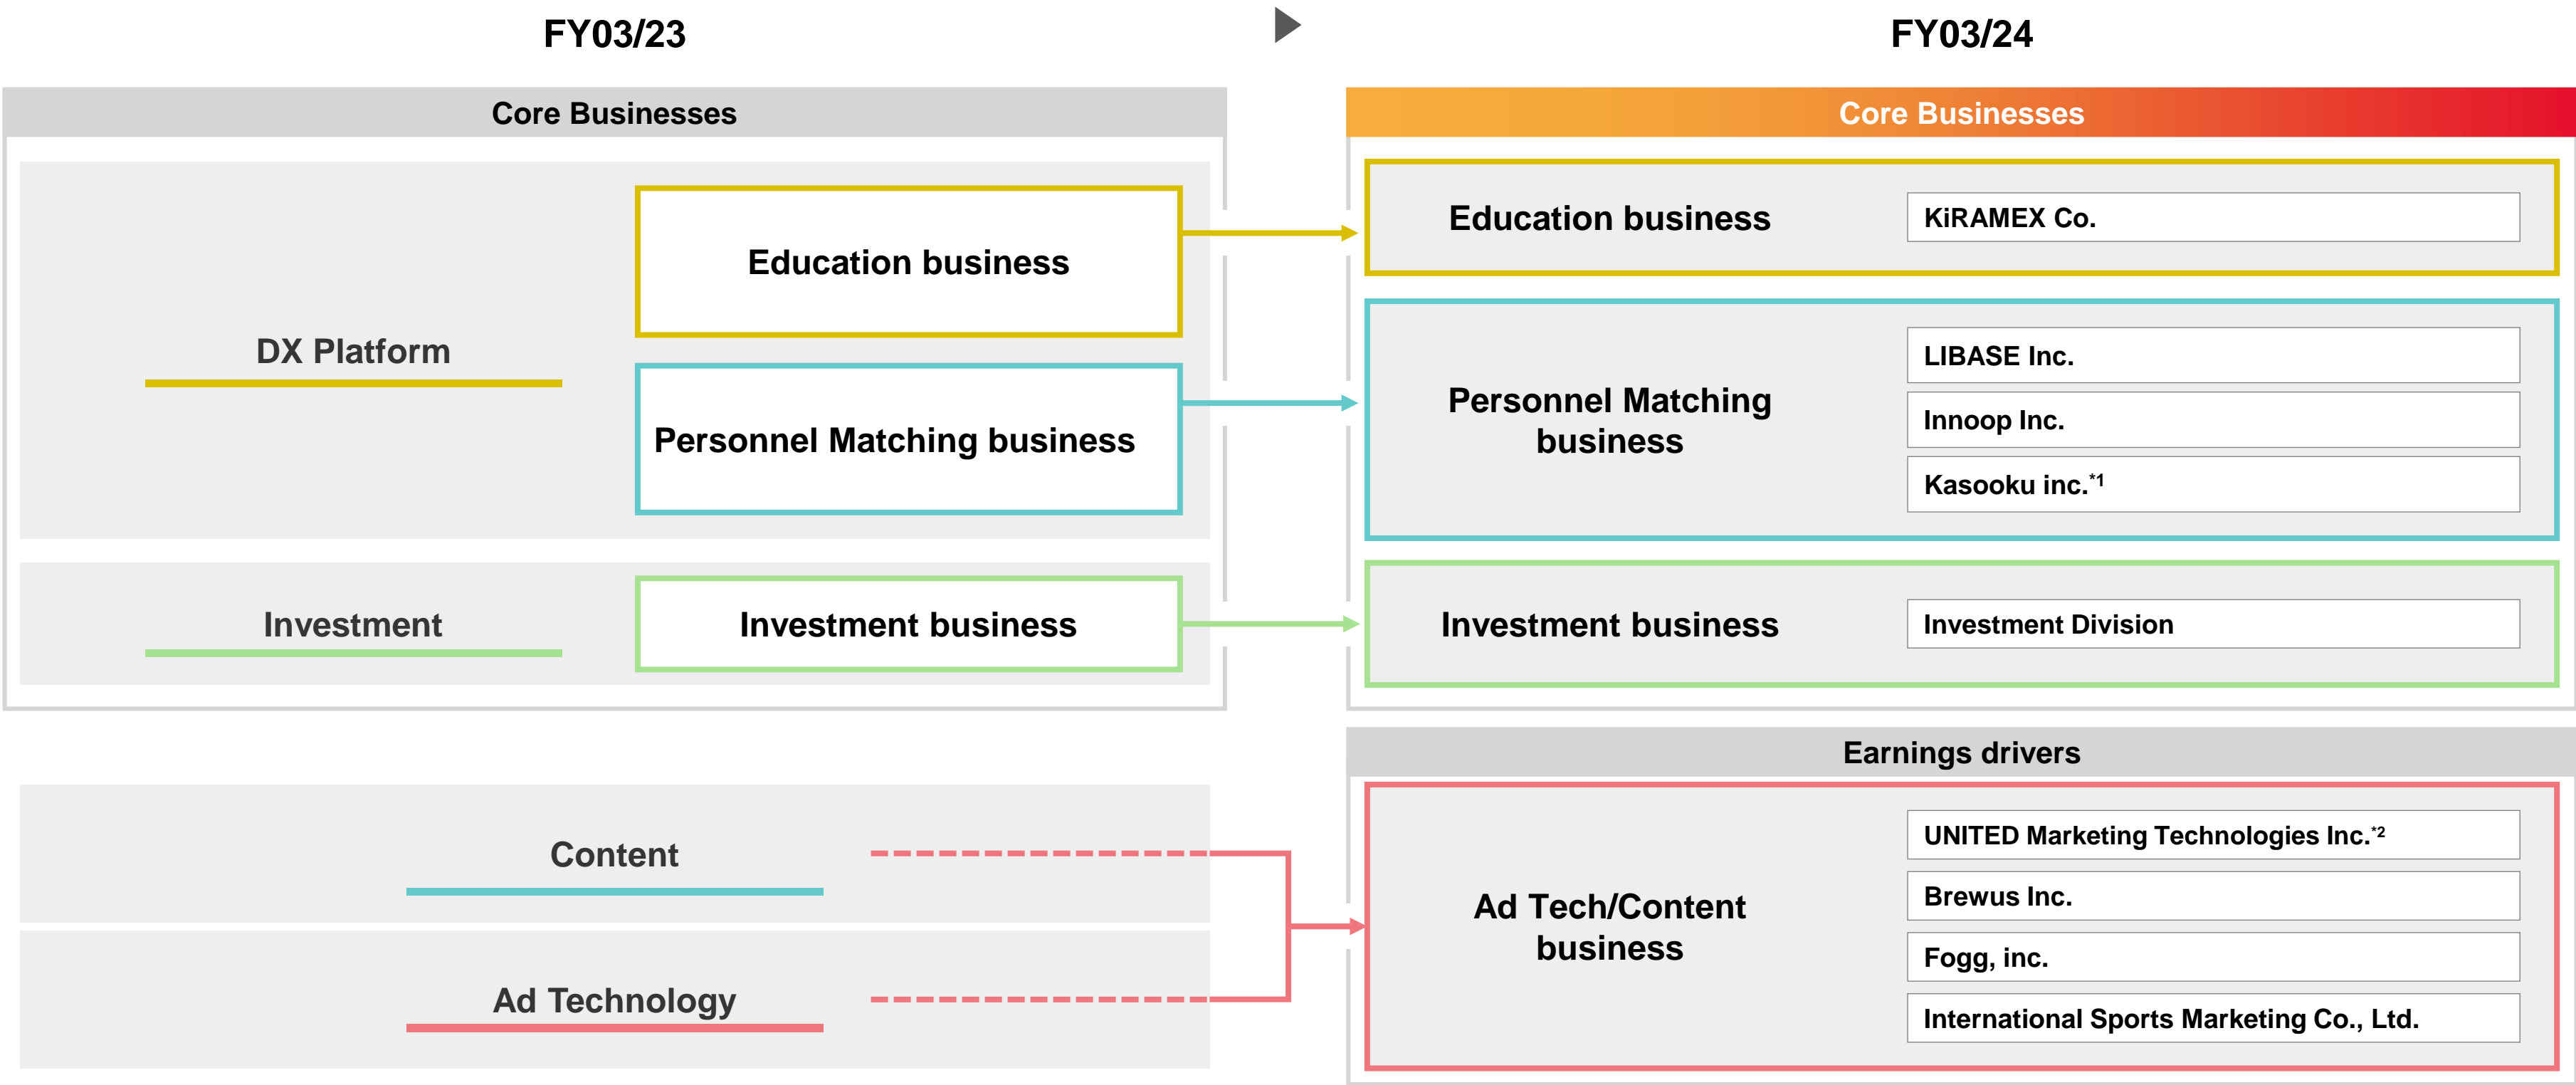 FY03/23
FY03/24
Core Businesses
DX Platform
Education business
Personnel Matching business
Investment
Investment business
Content
Ad Technology
Core Businesses
Education business
KiRAMEX Co.
Personnel Matching
business
LIBASE Inc.
Innoop Inc.
Kasooku inc.*1
Investment business
Investment Division
Earnings drivers
Ad Tech/Content
business
UNITED Marketing Technologies Inc.*2
Brewus Inc.
Fogg, inc.
International Sports Marketing Co., Ltd.